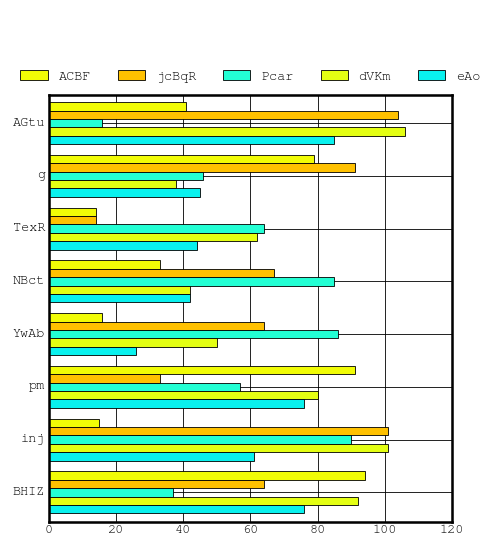 ACBF jcBqR Pcar dVKm eAo
AGtu
g
TexR
NBct
YwAb
pm
inj
BHIZ
0 20 40 60 80 100 120